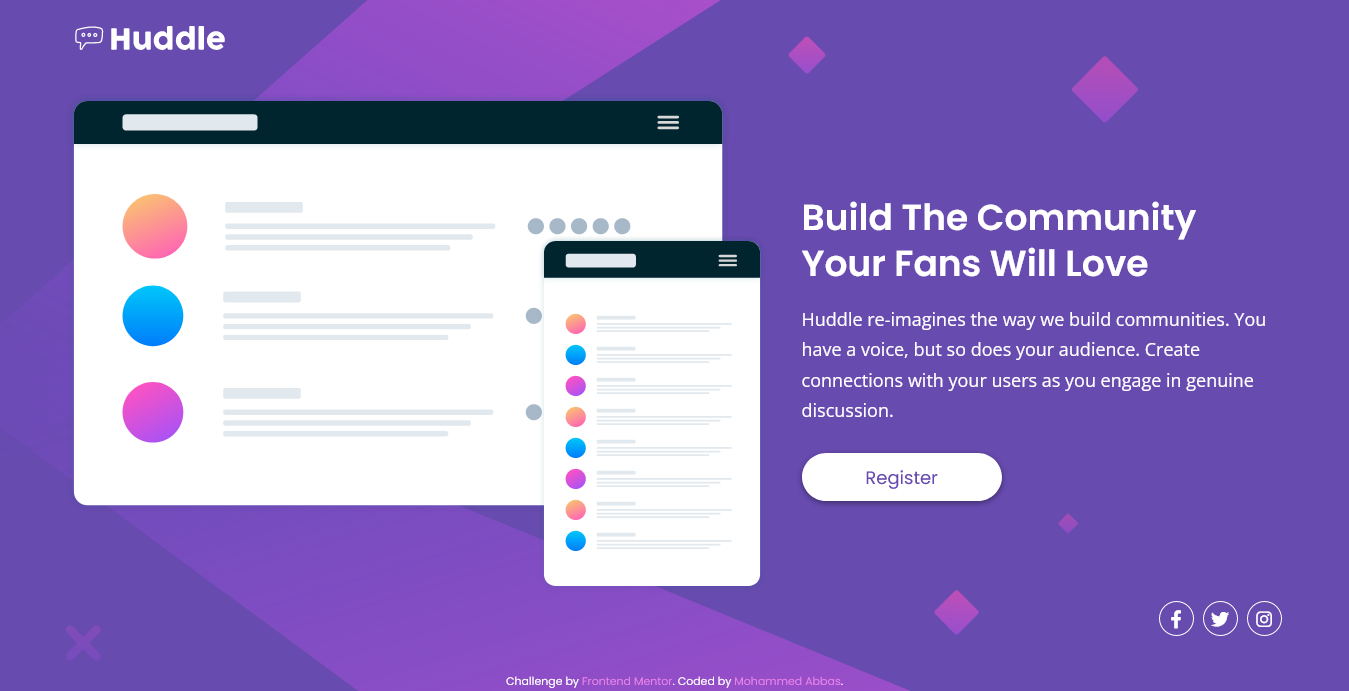 Huddle
Build The Community
Your Fans Will Love
Huddle re-imagines the way we build communities. You
have a voice, but so does your audience. Create
connections with your users as you engage in genuine
discussion.
Register
Challenge by Frontend Mentor. Coded by Mohammed Abbas.